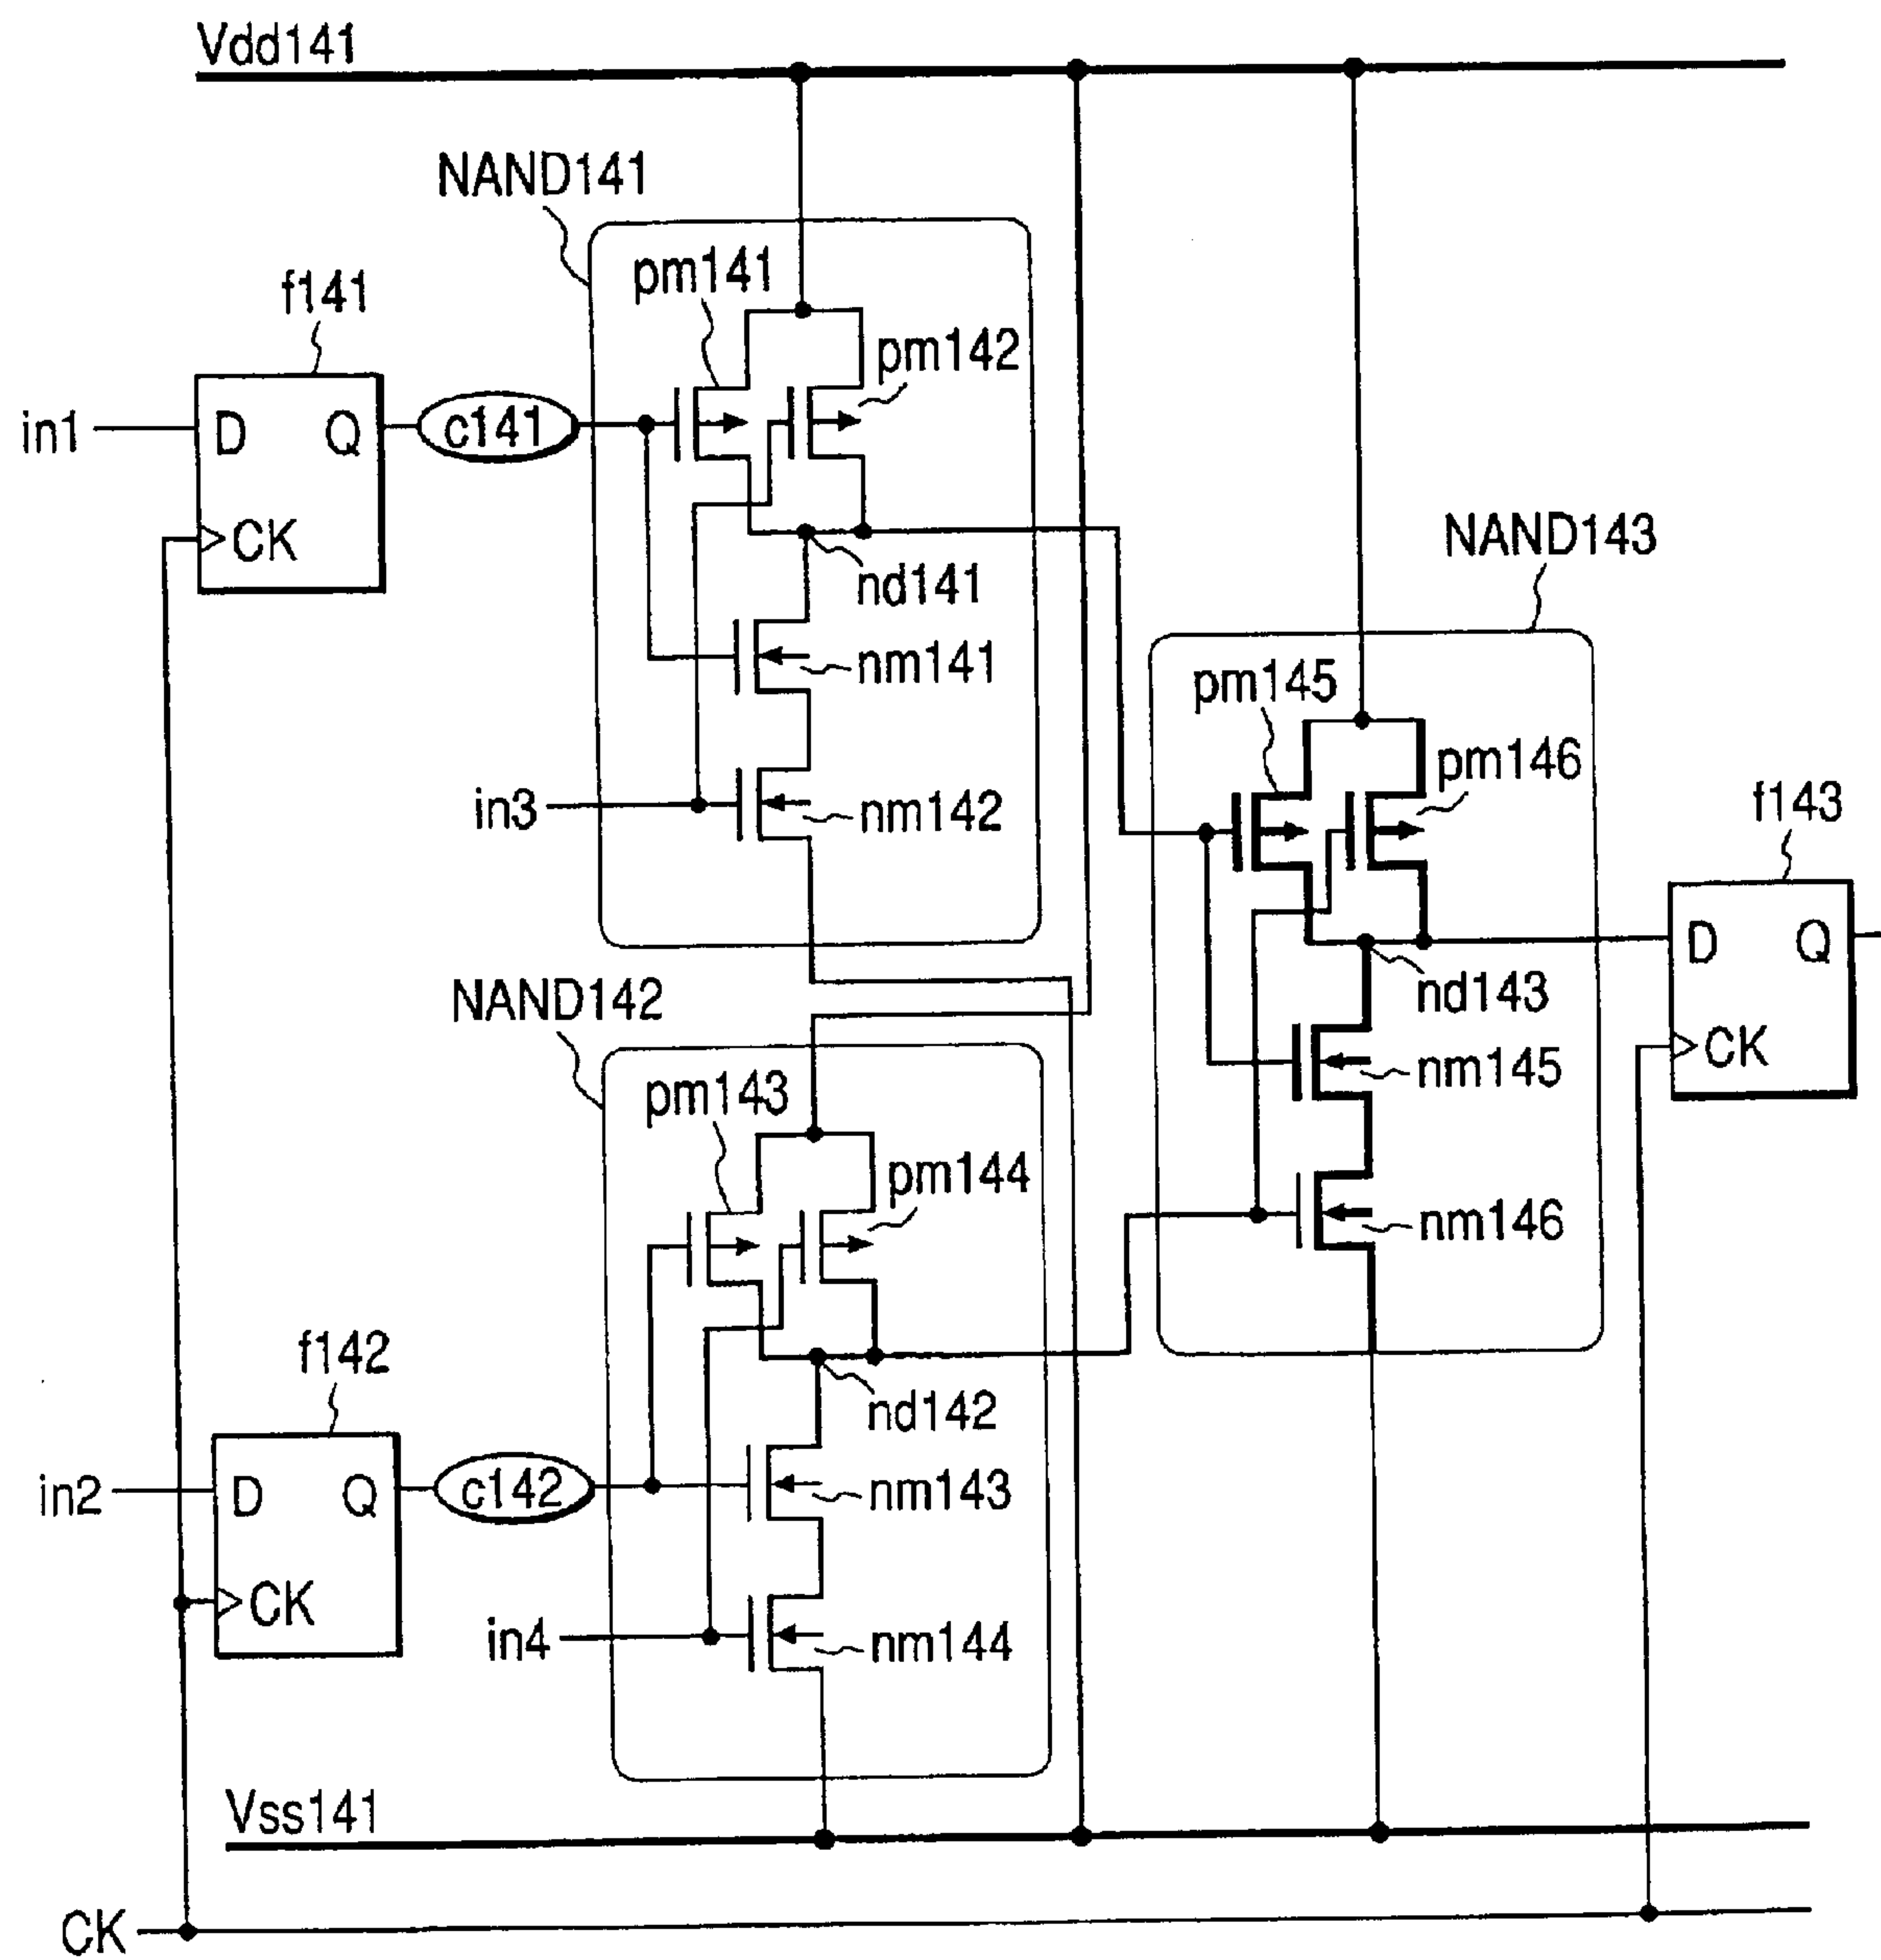 Vdd141
NAND141
pm141
f141
pm142
in1
D
Q
c141
CK
NAND143
nd141
nm141
pm145
pm146
in3
nm142
f143
D
Q
NAND142
nd143
CK
nm145
pm143
pm144
nm146
f142
nd142
in2
D
Q
c142
nm143
CK
in4
nm144
Vss141
CK